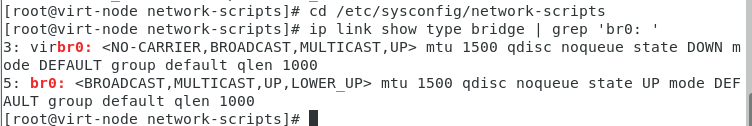 [root@virt-node network-scripts]# cd /etc/sysconfig/network-scripts
[root@virt-node network-scripts]# ip link show type bridge | grep 'br0: '
3: virbr0: <NO-CARRIER,BROADCAST,MULTICAST,UP> mtu 1500 qdisc noqueue state DOWN m
ode DEFAULT group default qlen 1000
5: br0: <BROADCAST,MULTICAST,UP,LOWER_UP> mtu 1500 qdisc noqueue state UP mode DEF
AULT group default qlen 1000
[root@virt-node network-scripts]#